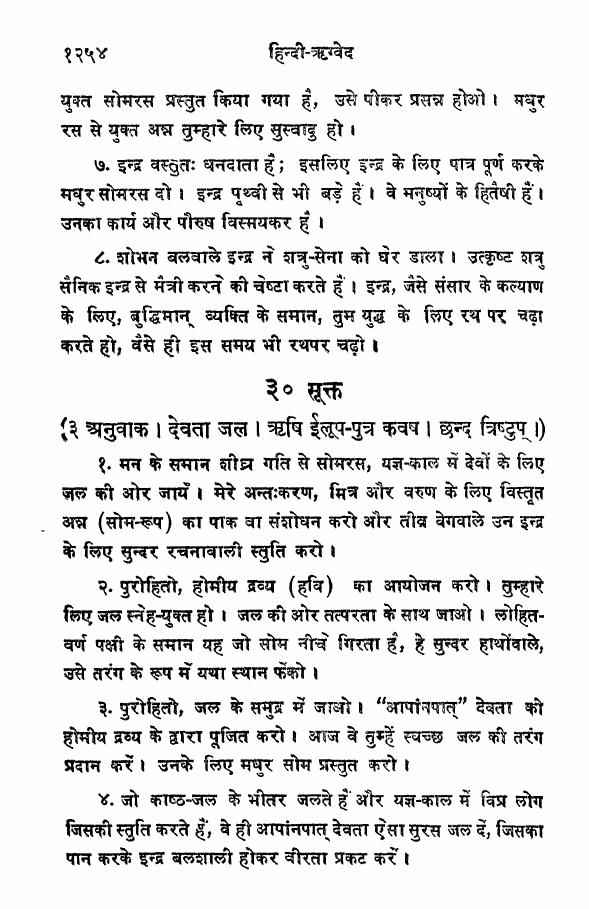 १२५४ हिन्दी-ऋग्वेद
युक्त सोमरस प्रस्तुत किया गया है, उसे पीकर प्रसन्न होओ। मधुर
रस से युक्त अन्न तुम्हारे लिए सुस्वादु हो।
७. इन्द्र वस्तुतः धनदाता हैं; इसलिए इन्द्र के लिए पात्र पूर्ण करके
मधुर सोमरस दो। इन्द्र पृथ्वी से भी बड़े हैं। वे मनुष्यों के हितैषी हैं।
उनका कार्य और पौरुष विस्मयकर है।
८. शोभन बलवाले इन्द्र ने शत्रु-सेना को घेर डाला। उत्कृष्ट शत्रु
सैनिक इन्द्र से मैत्री करने की चेष्टा करते हैं। इन्द्र, जैसे संसार के कल्याण
के लिए, बुद्धिमान् व्यक्ति के समान, तुम युद्ध के लिए रथ पर चढ़ा
करते हो, वैसे ही इस समय भी रथपर चढ़ो।
३० सूक्त
(३ अनुवाक। देवता जल। ऋषि ईलूप-पुत्र कवष। छन्द त्रिष्टुप्।)
१. मन के समान शीघ्र गति से सोमरस, यज्ञ-काल में देवों के लिए
जल की ओर जायँ। मेरे अन्तःकरण, मित्र और वरुण के लिए विस्तृत
अन्न (सोम-रूप) का पाक वा संशोधन करो और तीव्र वेगवाले उन इन्द्र
के लिए सुन्दर रचनावाली स्तुति करो।
२. पुरोहितो, होमीय द्रव्य (हवि) का आयोजन करो। तुम्हारे
लिए जल स्नेह-युक्त हो। जल की ओर तत्परता के साथ जाओ। लोहित-
वर्ण पक्षी के समान यह जो सोम नीचे गिरता है, हे सुन्दर हाथोंवाले,
उसे तरंग के रूप में यथा स्थान फेंको।
३. पुरोहितो, जल के समुद्र में जाओ। “आपांनपात्” देवता को
होमीय द्रव्य के द्वारा पूजित करो। आज वे तुम्हें स्वच्छ जल की तरंग
प्रदान करें। उनके लिए मधुर सोम प्रस्तुत करो।
४. जो काष्ठ-जल के भीतर जलते हैं और यज्ञ-काल में विप्र लोग
जिसकी स्तुति करते हैं, वे ही आपांनपात् देवता ऐसा सुरस जल दें, जिसका
पान करके इन्द्र बलशाली होकर वीरता प्रकट करें।